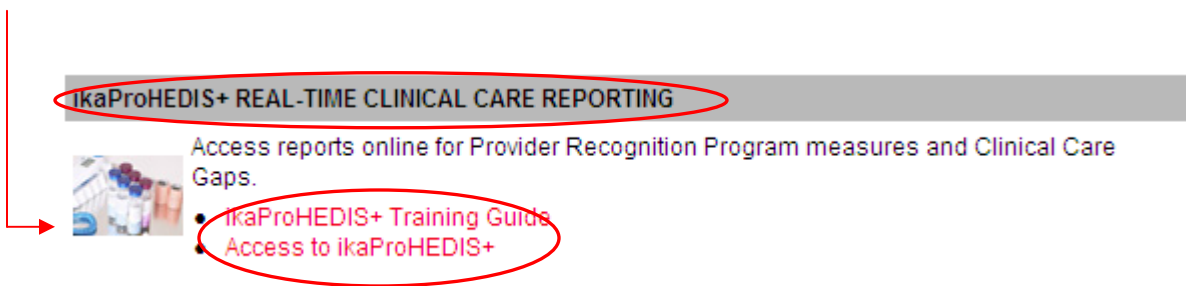 ikaProHEDIS+ REAL-TIME CLINICAL CARE REPORTING
Access reports online for Provider Recognition Program measures and Clinical Care
Gaps.
• ikaProHEDIS+ Training Guide
• Access to ikaProHEDIS+